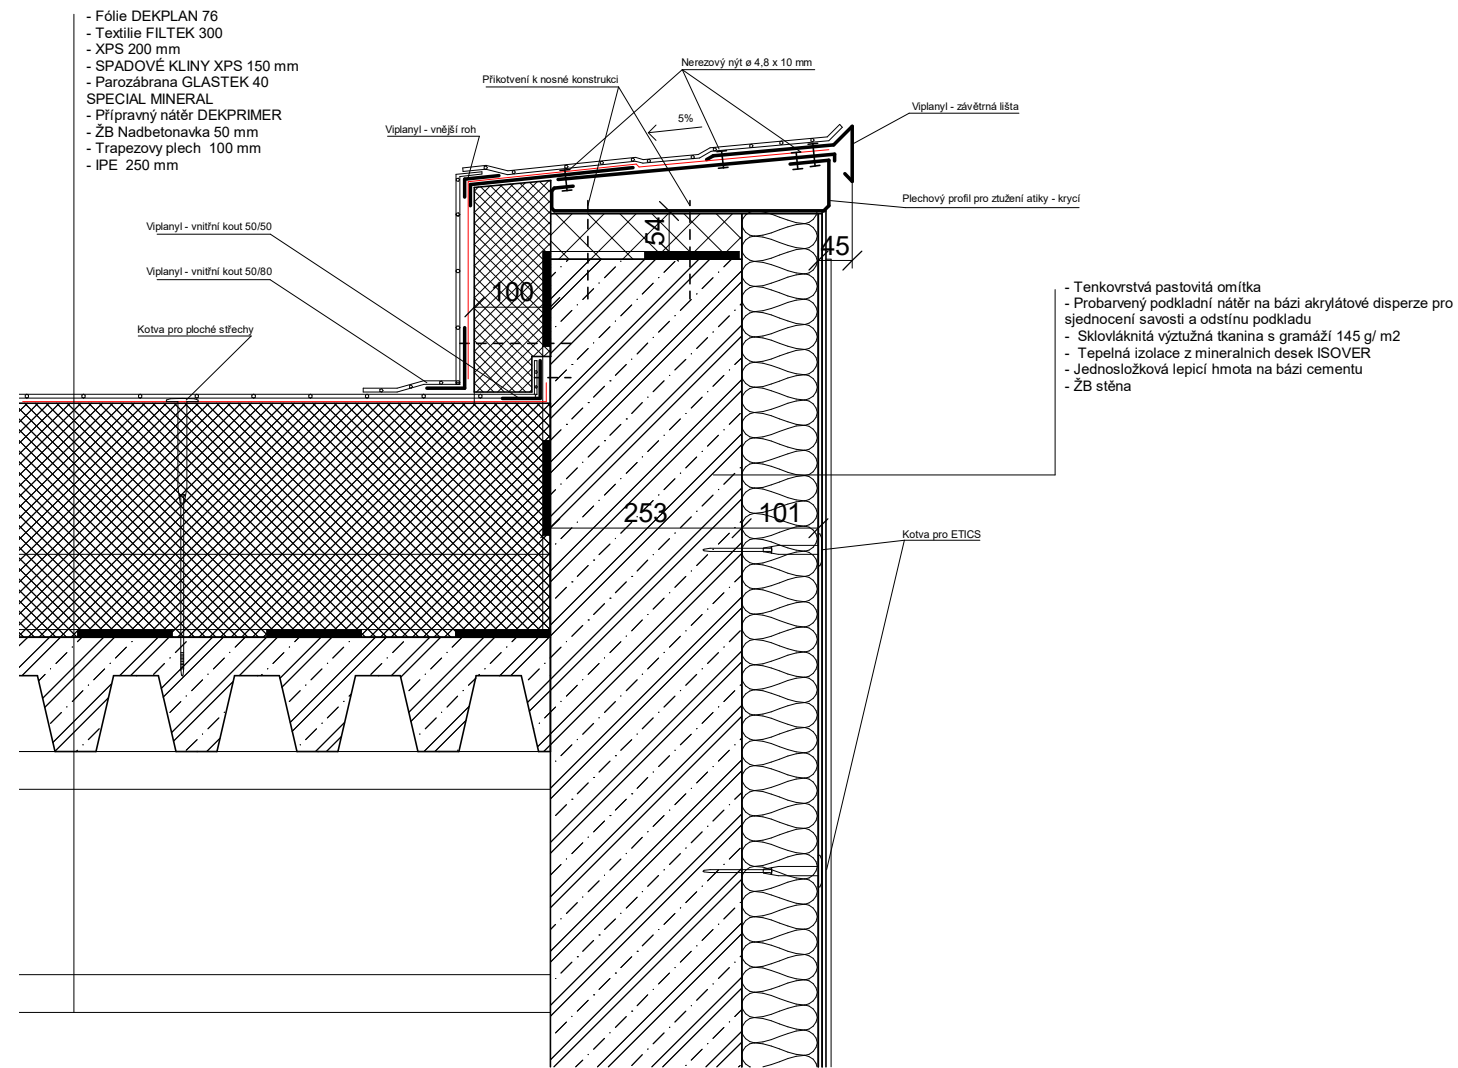 - Fólie DEKPLAN 76
- Textilie FILTEK 300
- XPS 200 mm
- SPADOVÉ KLINY XPS 150 mm
- Parozábrana GLASTEK 40
SPECIAL MINERAL
- Přípravný nátěr DEKPRIMER
- ŽB Nadbetonavka 50 mm
- Trapezovy plech 100 mm
- IPE 250 mm
Nerezový nýt ø 4,8 x 10 mm
Přikotvení k nosné konstrukci
Viplanyl - závětrná lišta
5%
Viplanyl - vnější roh
Plechový profil pro ztužení atiky - krycí
Viplanyl - vnitřní kout 50/50
54
45
Viplanyl - vnitřní kout 50/80
100
Kotva pro ploché střechy
- Tenkovrstvá pastovitá omítka
- Probarvený podkladní nátěr na bázi akrylátové disperze pro
sjednocení savosti a odstínu podkladu
- Sklovláknitá výztužná tkanina s gramáží 145 g/ m2
- Tepelná izolace z mineralnich desek ISOVER
- Jednosložková lepicí hmota na bázi cementu
- ŽB stěna
253
101
Kotva pro ETICS